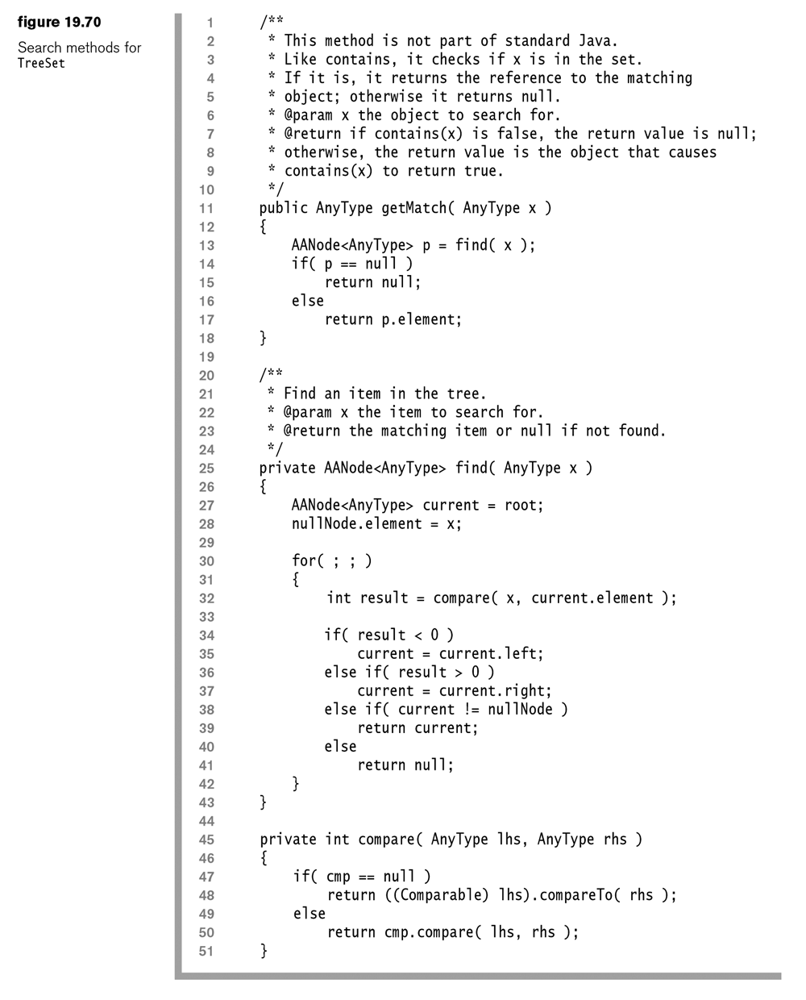 figure 19.70
Search methods for
TreeSet
1 /**
2  * This method is not part of standard Java.
3  * Like contains, it checks if x is in the set.
4  * If it is, it returns the reference to the matching
5  * object; otherwise it returns null.
6  * @param x the object to search for.
7  * @return if contains(x) is false, the return value is null;
8  * otherwise, the return value is the object that causes
9  * contains(x) to return true.
10  */
11 public AnyType getMatch( AnyType x )
12 {
13     AANode<AnyType> p = find( x );
14     if( p == null )
15         return null;
16     else
17         return p.element;
18 }
19
20 /**
21  * Find an item in the tree.
22  * @param x the item to search for.
23  * @return the matching item or null if not found.
24  */
25 private AANode<AnyType> find( AnyType x )
26 {
27     AANode<AnyType> current = root;
28     nullNode.element = x;
29
30     for( ; ; )
31     {
32         int result = compare( x, current.element );
33
34         if( result < 0 )
35             current = current.left;
36         else if( result > 0 )
37             current = current.right;
38         else if( current != nullNode )
39             return current;
40         else
41             return null;
42     }
43 }
44
45 private int compare( AnyType lhs, AnyType rhs )
46 {
47     if( cmp == null )
48         return ((Comparable) lhs).compareTo( rhs );
49     else
50         return cmp.compare( lhs, rhs );
51 }